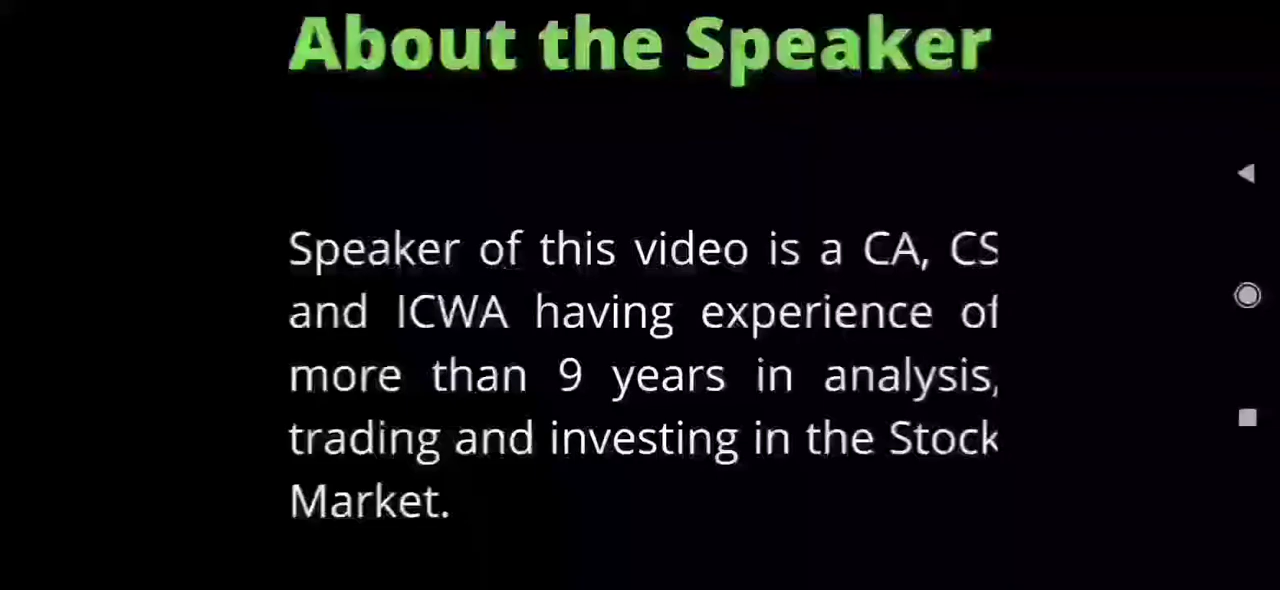 About the Speaker
Speaker of this video is a CA, CS
and ICWA having experience of
more than 9 years in analysis,
trading and investing in the Stock
Market.